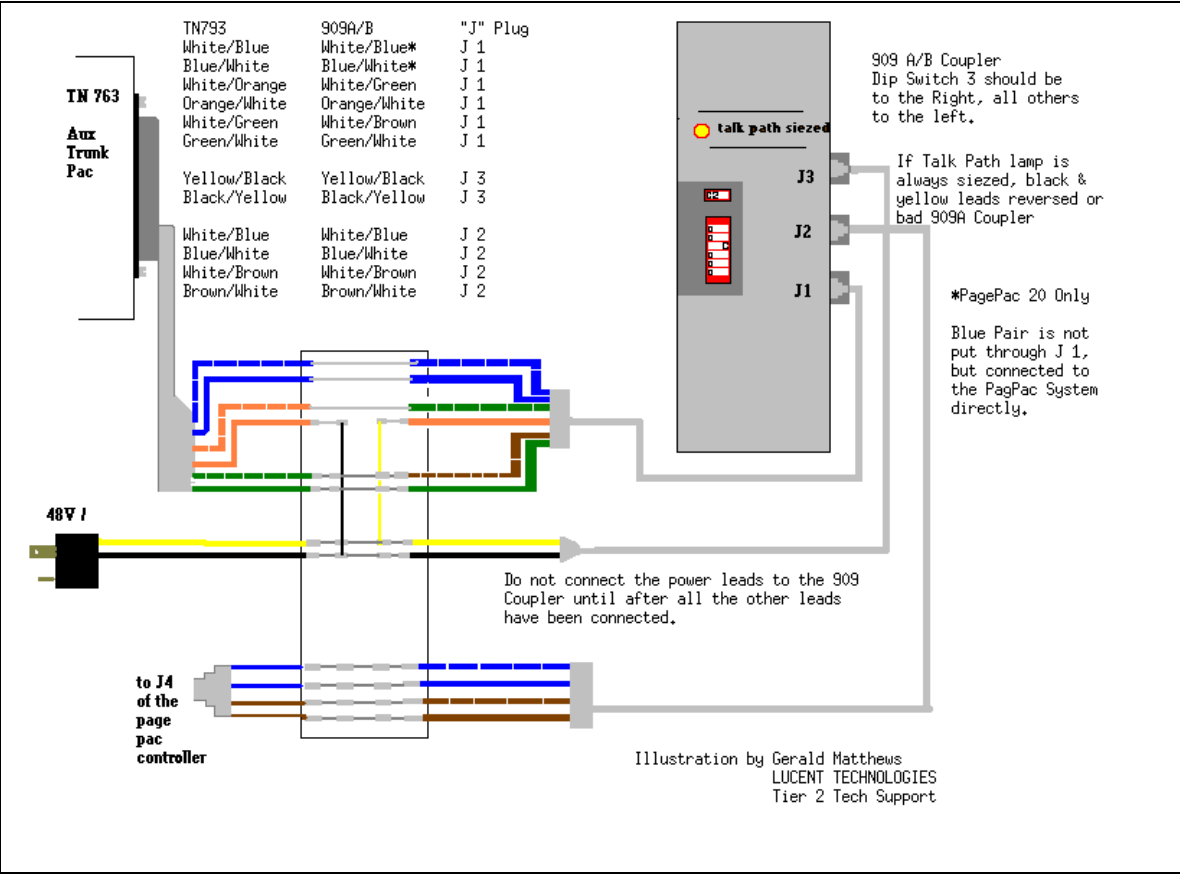 TN793 909A/B "J" Plug
White/Blue White/Blue* J 1
Blue/White Blue/White* J 1
White/Orange White/Green J 1
Orange/White Orange/White J 1
White/Green White/Brown J 1
Green/White Green/White J 1
Yellow/Black Yellow/Black J 3
Black/Yellow Black/Yellow J 3
White/Blue White/Blue J 2
Blue/White Blue/White J 2
White/Brown White/Brown J 2
Brown/White Brown/White J 2
TN 763
Aux
Trunk
Pac
talk path siezed
J3
J2
J1
909 A/B Coupler
Dip Switch 3 should be
to the Right, all others
to the left.
If Talk Path lamp is
always siezed, black &
yellow leads reversed or
bad 909A Coupler
*PagePac 20 Only
Blue Pair is not
put through J 1,
but connected to
the PagPac System
directly.
48V /
Do not connect the power leads to the 909
Coupler until after all the other leads
have been connected.
to J4
of the
page
pac
controller
Illustration by Gerald Matthews
LUCENT TECHNOLOGIES
Tier 2 Tech Support